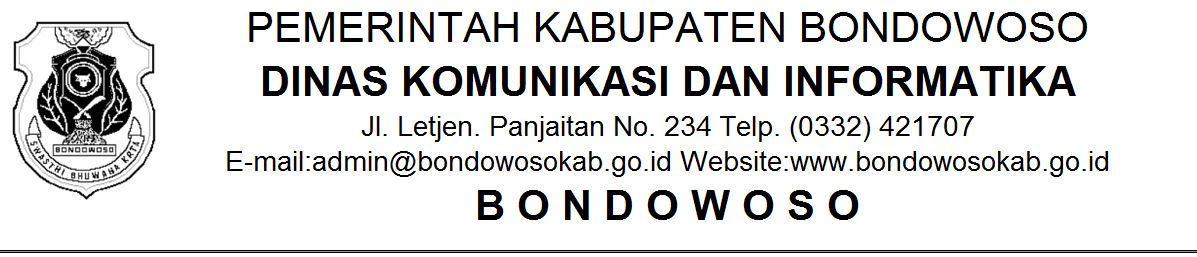 PEMERINTAH KABUPATEN BONDOWOSO
DINAS KOMUNIKASI DAN INFORMATIKA
Jl. Letjen. Panjaitan No. 234 Telp. (0332) 421707
E-mail:admin@bondowosokab.go.id Website:www.bondowosokab.go.id
B O N D O W O S O
BONDOWOSO
SWASTHI BHUWANA KRTA